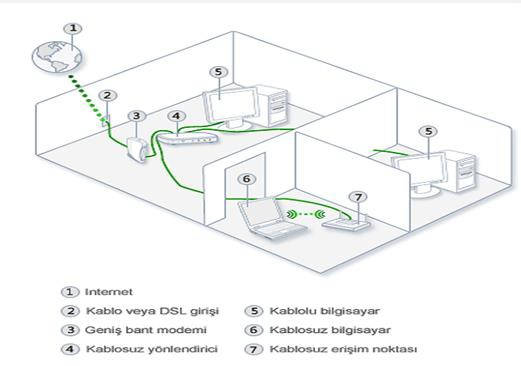 1
2
3
4
5
5
6
7
1 Internet
2 Kablo veya DSL girişi
3 Geniş bant modemi
4 Kablosuz yönlendirici
5 Kablolu bilgisayar
6 Kablosuz bilgisayar
7 Kablosuz erişim noktası